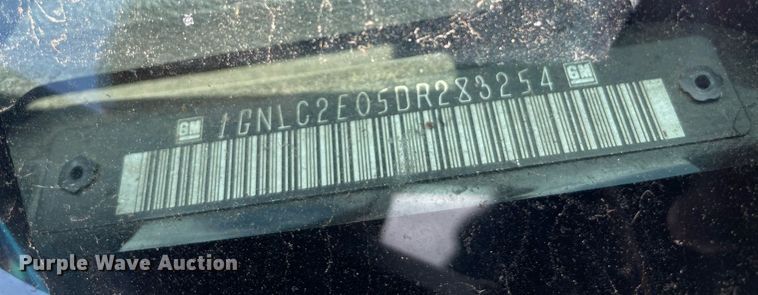 GM 1GNLC2E05DR283254 GM
Purple Wave Auction